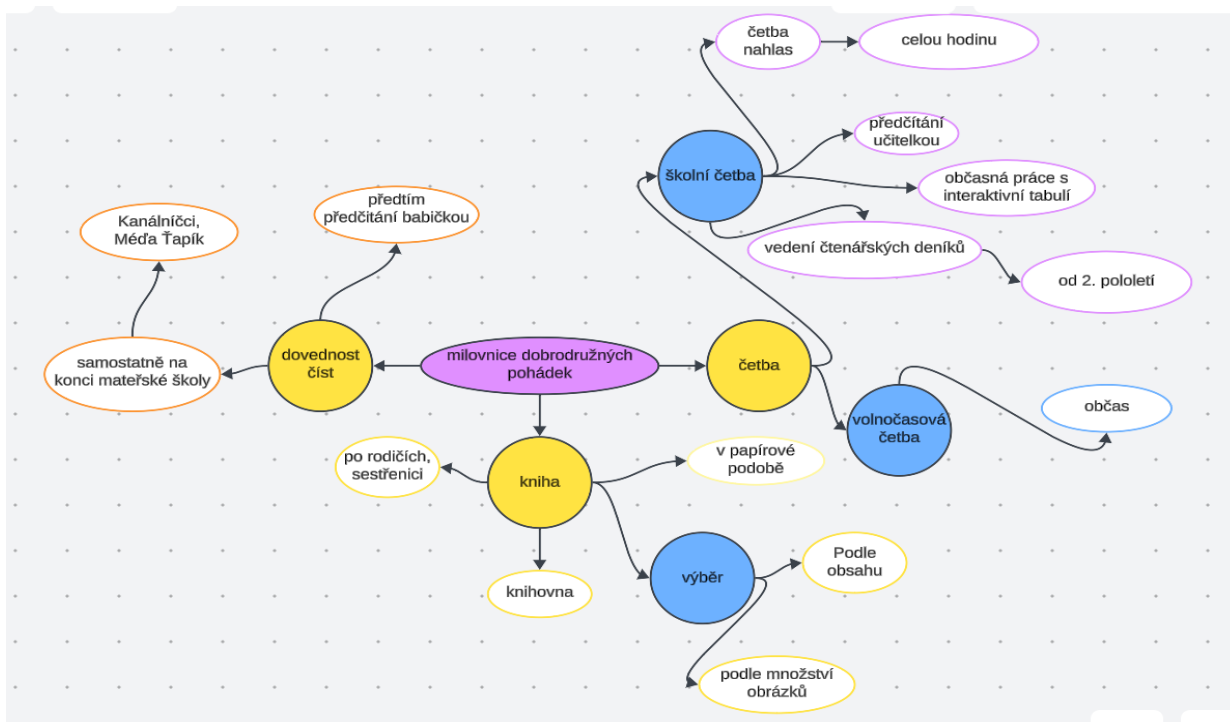 četba
nahlas
celou hodinu
předčítání
učitelkou
školní četba
občasná práce s
interaktivní tabulí
předtím
předčitání babičkou
Kanálníčci,
Méďa Ťapík
vedení čtenářských deníků
od 2. pololetí
samostatně na
konci mateřské školy
dovednost
číst
milovnice dobrodružných
pohádek
četba
občas
volnočasová
četba
po rodičích,
sestřenici
kniha
v papírové
podobě
knihovna
výběr
Podle
obsahu
podle množství
obrázků